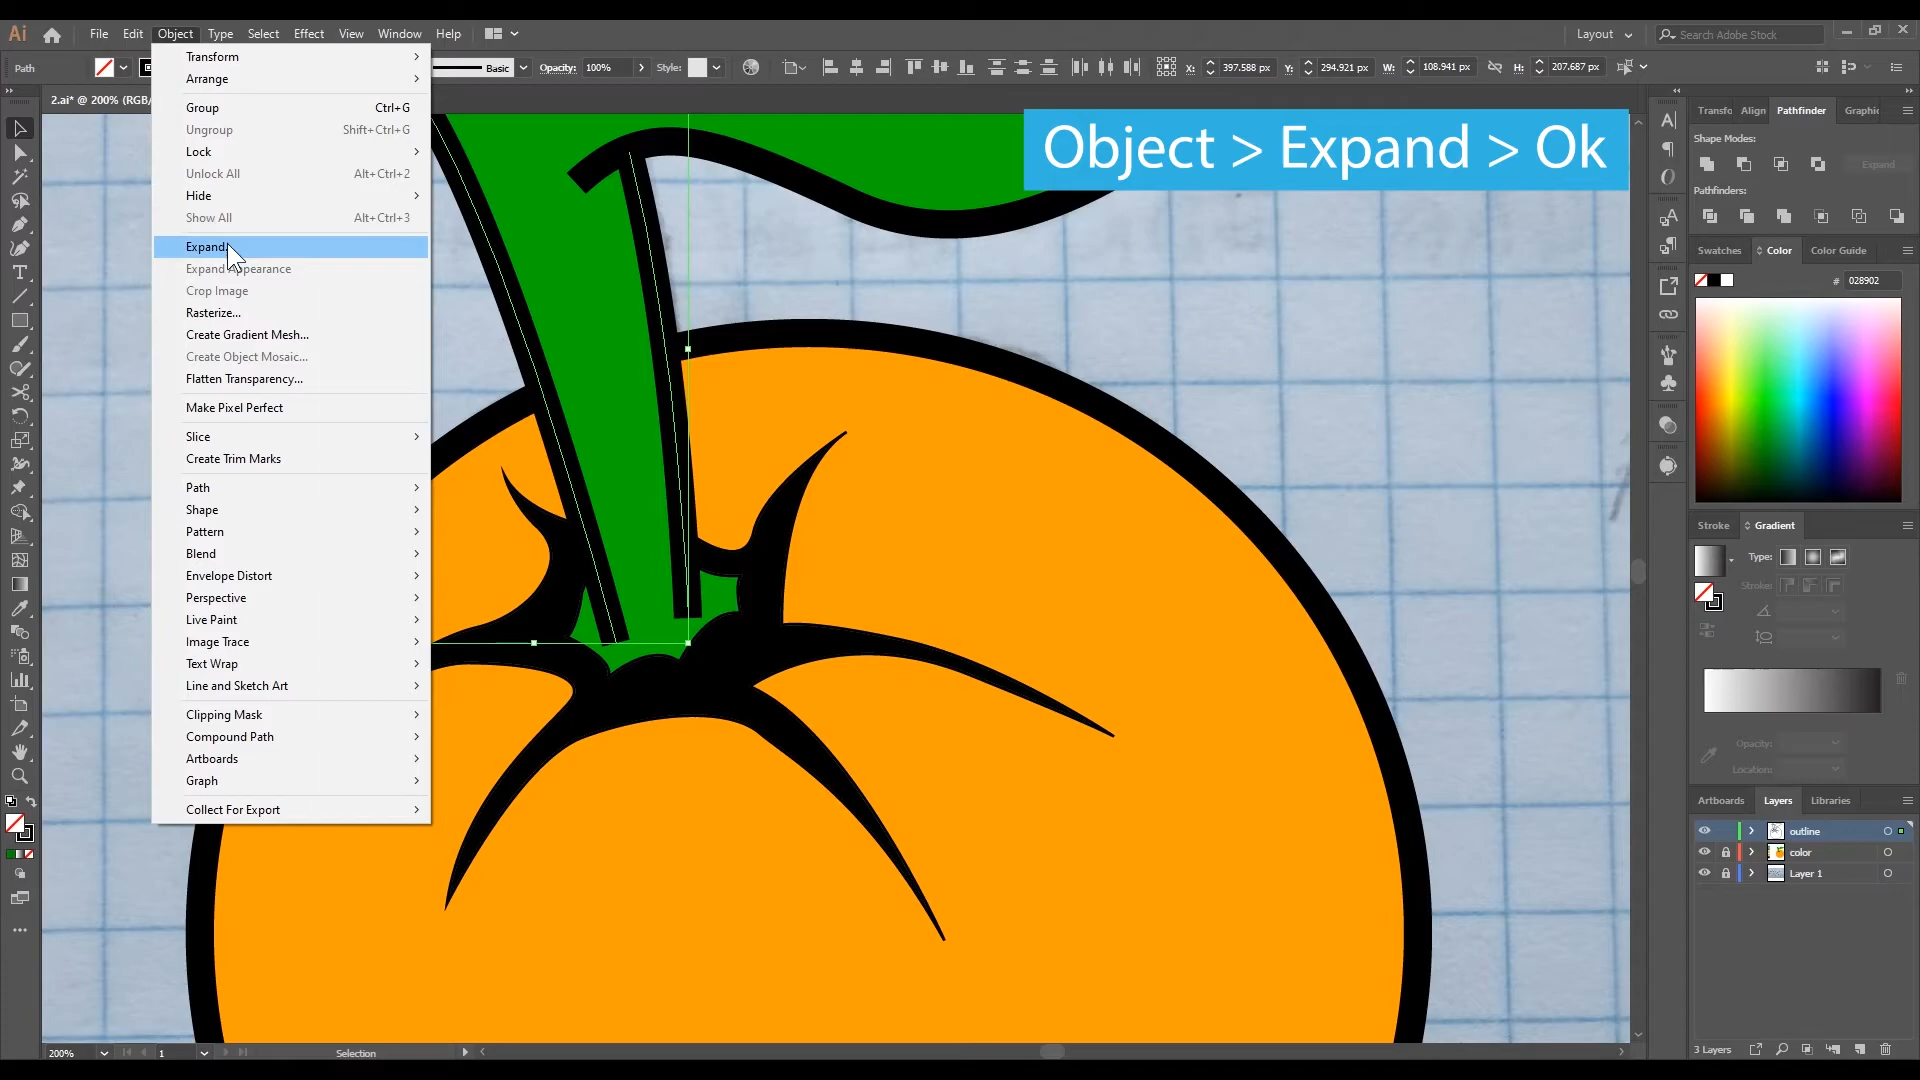 Ai File Edit Object Type Select Effect View Window Help Layout Search Adobe Stock
Path Basic Opacity: 100% Style: X: 397.588 px Y: 294.921 px W: 108.941 px H: 207.687 px
2.ai* @ 200% (RGB/
Transform
Arrange
Group Ctrl+G
Ungroup Shift+Ctrl+G
Lock
Unlock All Alt+Ctrl+2
Hide
Show All Alt+Ctrl+3
Expand...
Expand Appearance
Crop Image
Rasterize...
Create Gradient Mesh...
Create Object Mosaic...
Flatten Transparency...
Make Pixel Perfect
Slice
Create Trim Marks
Path
Shape
Pattern
Blend
Envelope Distort
Perspective
Live Paint
Image Trace
Text Wrap
Line and Sketch Art
Clipping Mask
Compound Path
Artboards
Graph
Collect For Export
Object > Expand > Ok
Transfo Align Pathfinder Graphic
Shape Modes:
Expand
Pathfinders:
Swatches Color Color Guide
# 028902
Stroke Gradient
Type:
Stroke:
Opacity:
Location:
Artboards Layers Libraries
outline
color
Layer 1
3 Layers
200% 1 Selection